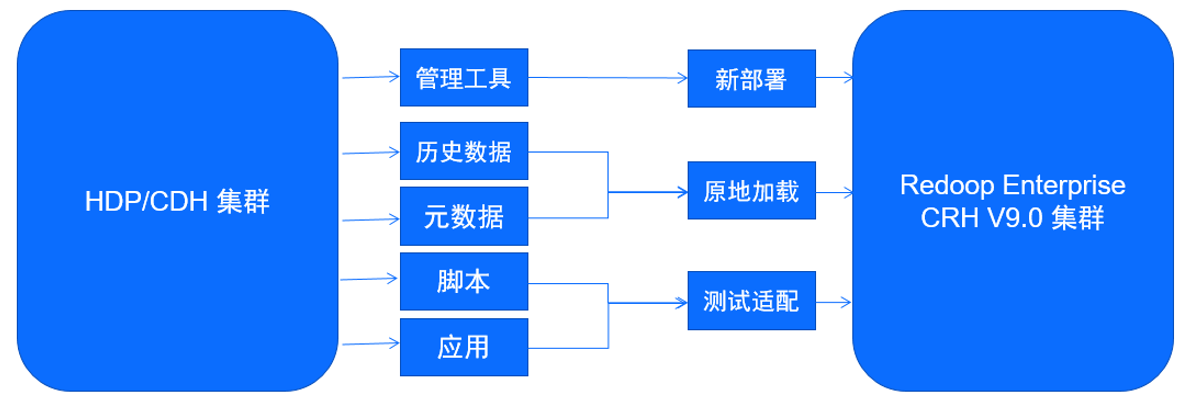 HDP/CDH 集群
管理工具
历史数据
元数据
脚本
应用
新部署
原地加载
测试适配
Redoop Enterprise
CRH V9.0 集群